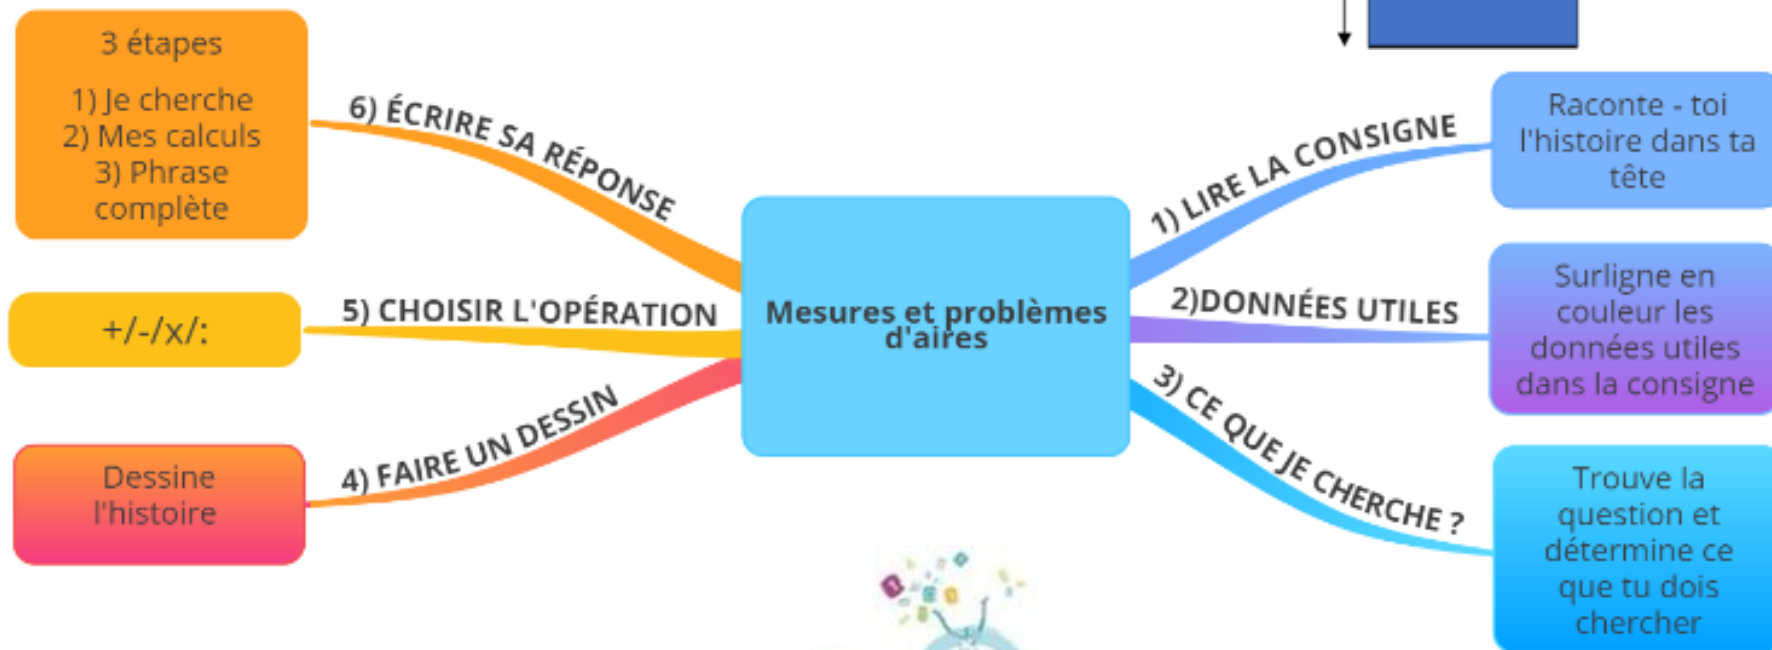 3 étapes
1) Je cherche
2) Mes calculs
3) Phrase
complète
6) ÉCRIRE SA RÉPONSE
+/-/x/:
5) CHOISIR L'OPÉRATION
Dessine
l'histoire
4) FAIRE UN DESSIN
Mesures et problèmes
d'aires
1) LIRE LA CONSIGNE
Raconte - toi
l'histoire dans ta
tête
2)DONNÉES UTILES
Surligne en
couleur les
données utiles
dans la consigne
3) CE QUE JE CHERCHE ?
Trouve la
question et
détermine ce
que tu dois
chercher